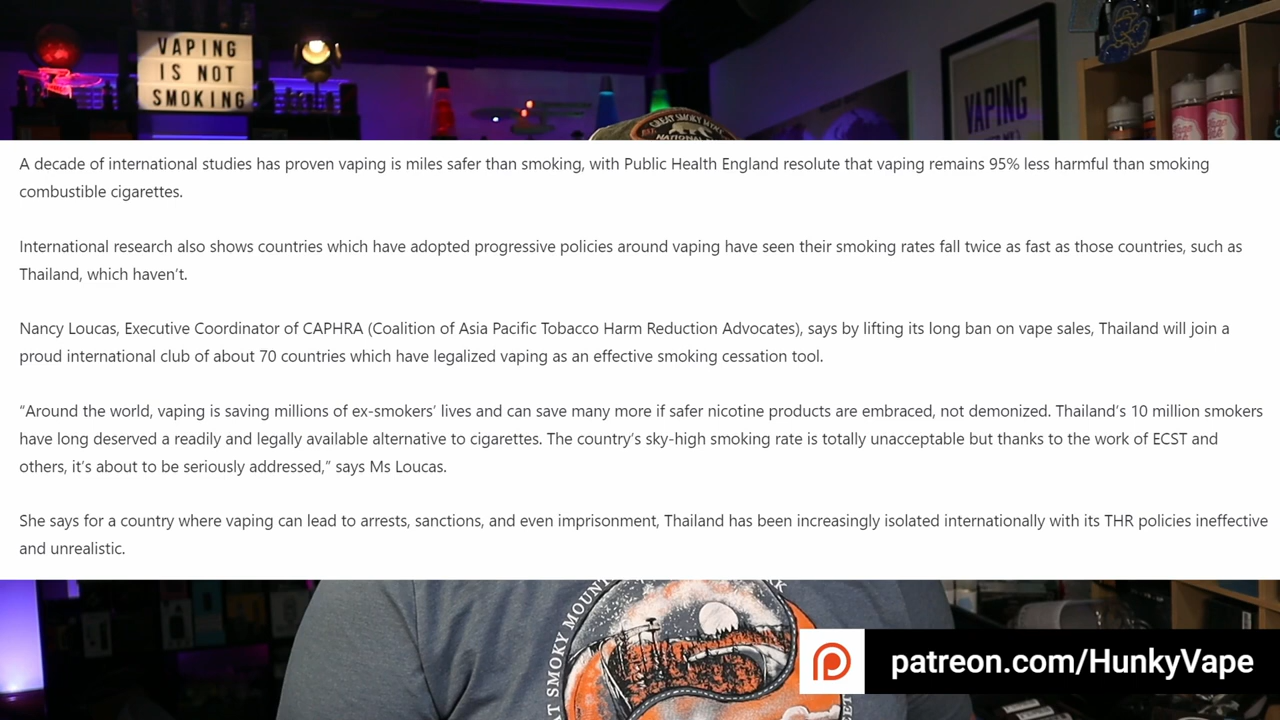 VAPING
IS NOT
SMOKING
GREAT SMOKY
NATIONAL
VAPING
A decade of international studies has proven vaping is miles safer than smoking, with Public Health England resolute that vaping remains 95% less harmful than smoking
combustible cigarettes.
International research also shows countries which have adopted progressive policies around vaping have seen their smoking rates fall twice as fast as those countries, such as
Thailand, which haven’t.
Nancy Loucas, Executive Coordinator of CAPHRA (Coalition of Asia Pacific Tobacco Harm Reduction Advocates), says by lifting its long ban on vape sales, Thailand will join a
proud international club of about 70 countries which have legalized vaping as an effective smoking cessation tool.
“Around the world, vaping is saving millions of ex-smokers’ lives and can save many more if safer nicotine products are embraced, not demonized. Thailand’s 10 million smokers
have long deserved a readily and legally available alternative to cigarettes. The country’s sky-high smoking rate is totally unacceptable but thanks to the work of ECST and
others, it’s about to be seriously addressed,” says Ms Loucas.
She says for a country where vaping can lead to arrests, sanctions, and even imprisonment, Thailand has been increasingly isolated internationally with its THR policies ineffective
and unrealistic.
SMOKY MOUN
patreon.com/HunkyVape